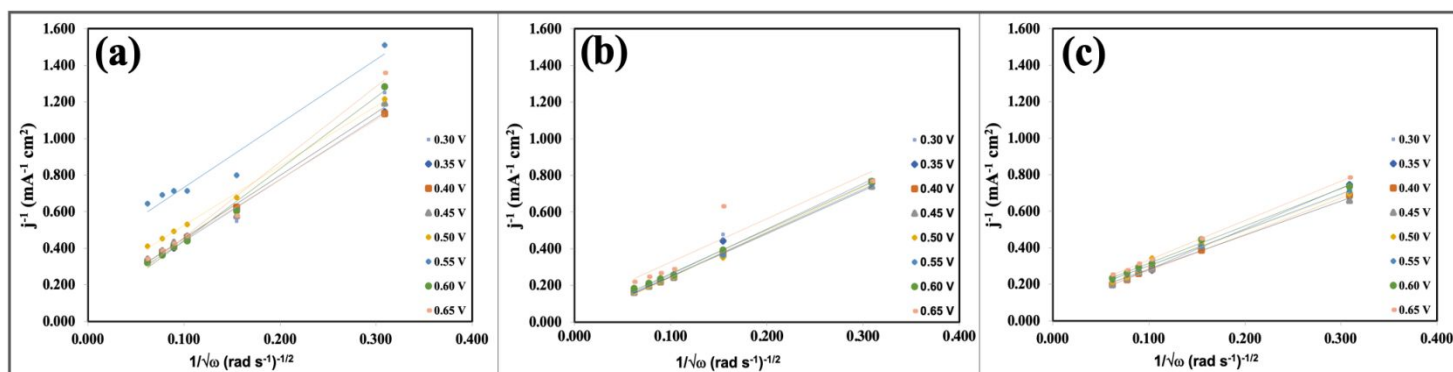 (a)
1.600
1.400
1.200
1.000
0.800
0.600
0.400
0.200
0.000
j-1 (mA-1 cm2)
0.000 0.100 0.200 0.300 0.400
1/√ω (rad s-1)-1/2
0.30 V
0.35 V
0.40 V
0.45 V
0.50 V
0.55 V
0.60 V
0.65 V
(b)
1.600
1.400
1.200
1.000
0.800
0.600
0.400
0.200
0.000
j-1 (mA-1 cm2)
0.000 0.100 0.200 0.300 0.400
1/√ω (rad s-1)-1/2
0.30 V
0.35 V
0.40 V
0.45 V
0.50 V
0.55 V
0.60 V
0.65 V
(c)
1.600
1.400
1.200
1.000
0.800
0.600
0.400
0.200
0.000
j-1 (mA-1 cm2)
0.000 0.100 0.200 0.300 0.400
1/√ω (rad s-1)-1/2
0.30 V
0.35 V
0.40 V
0.45 V
0.50 V
0.55 V
0.60 V
0.65 V